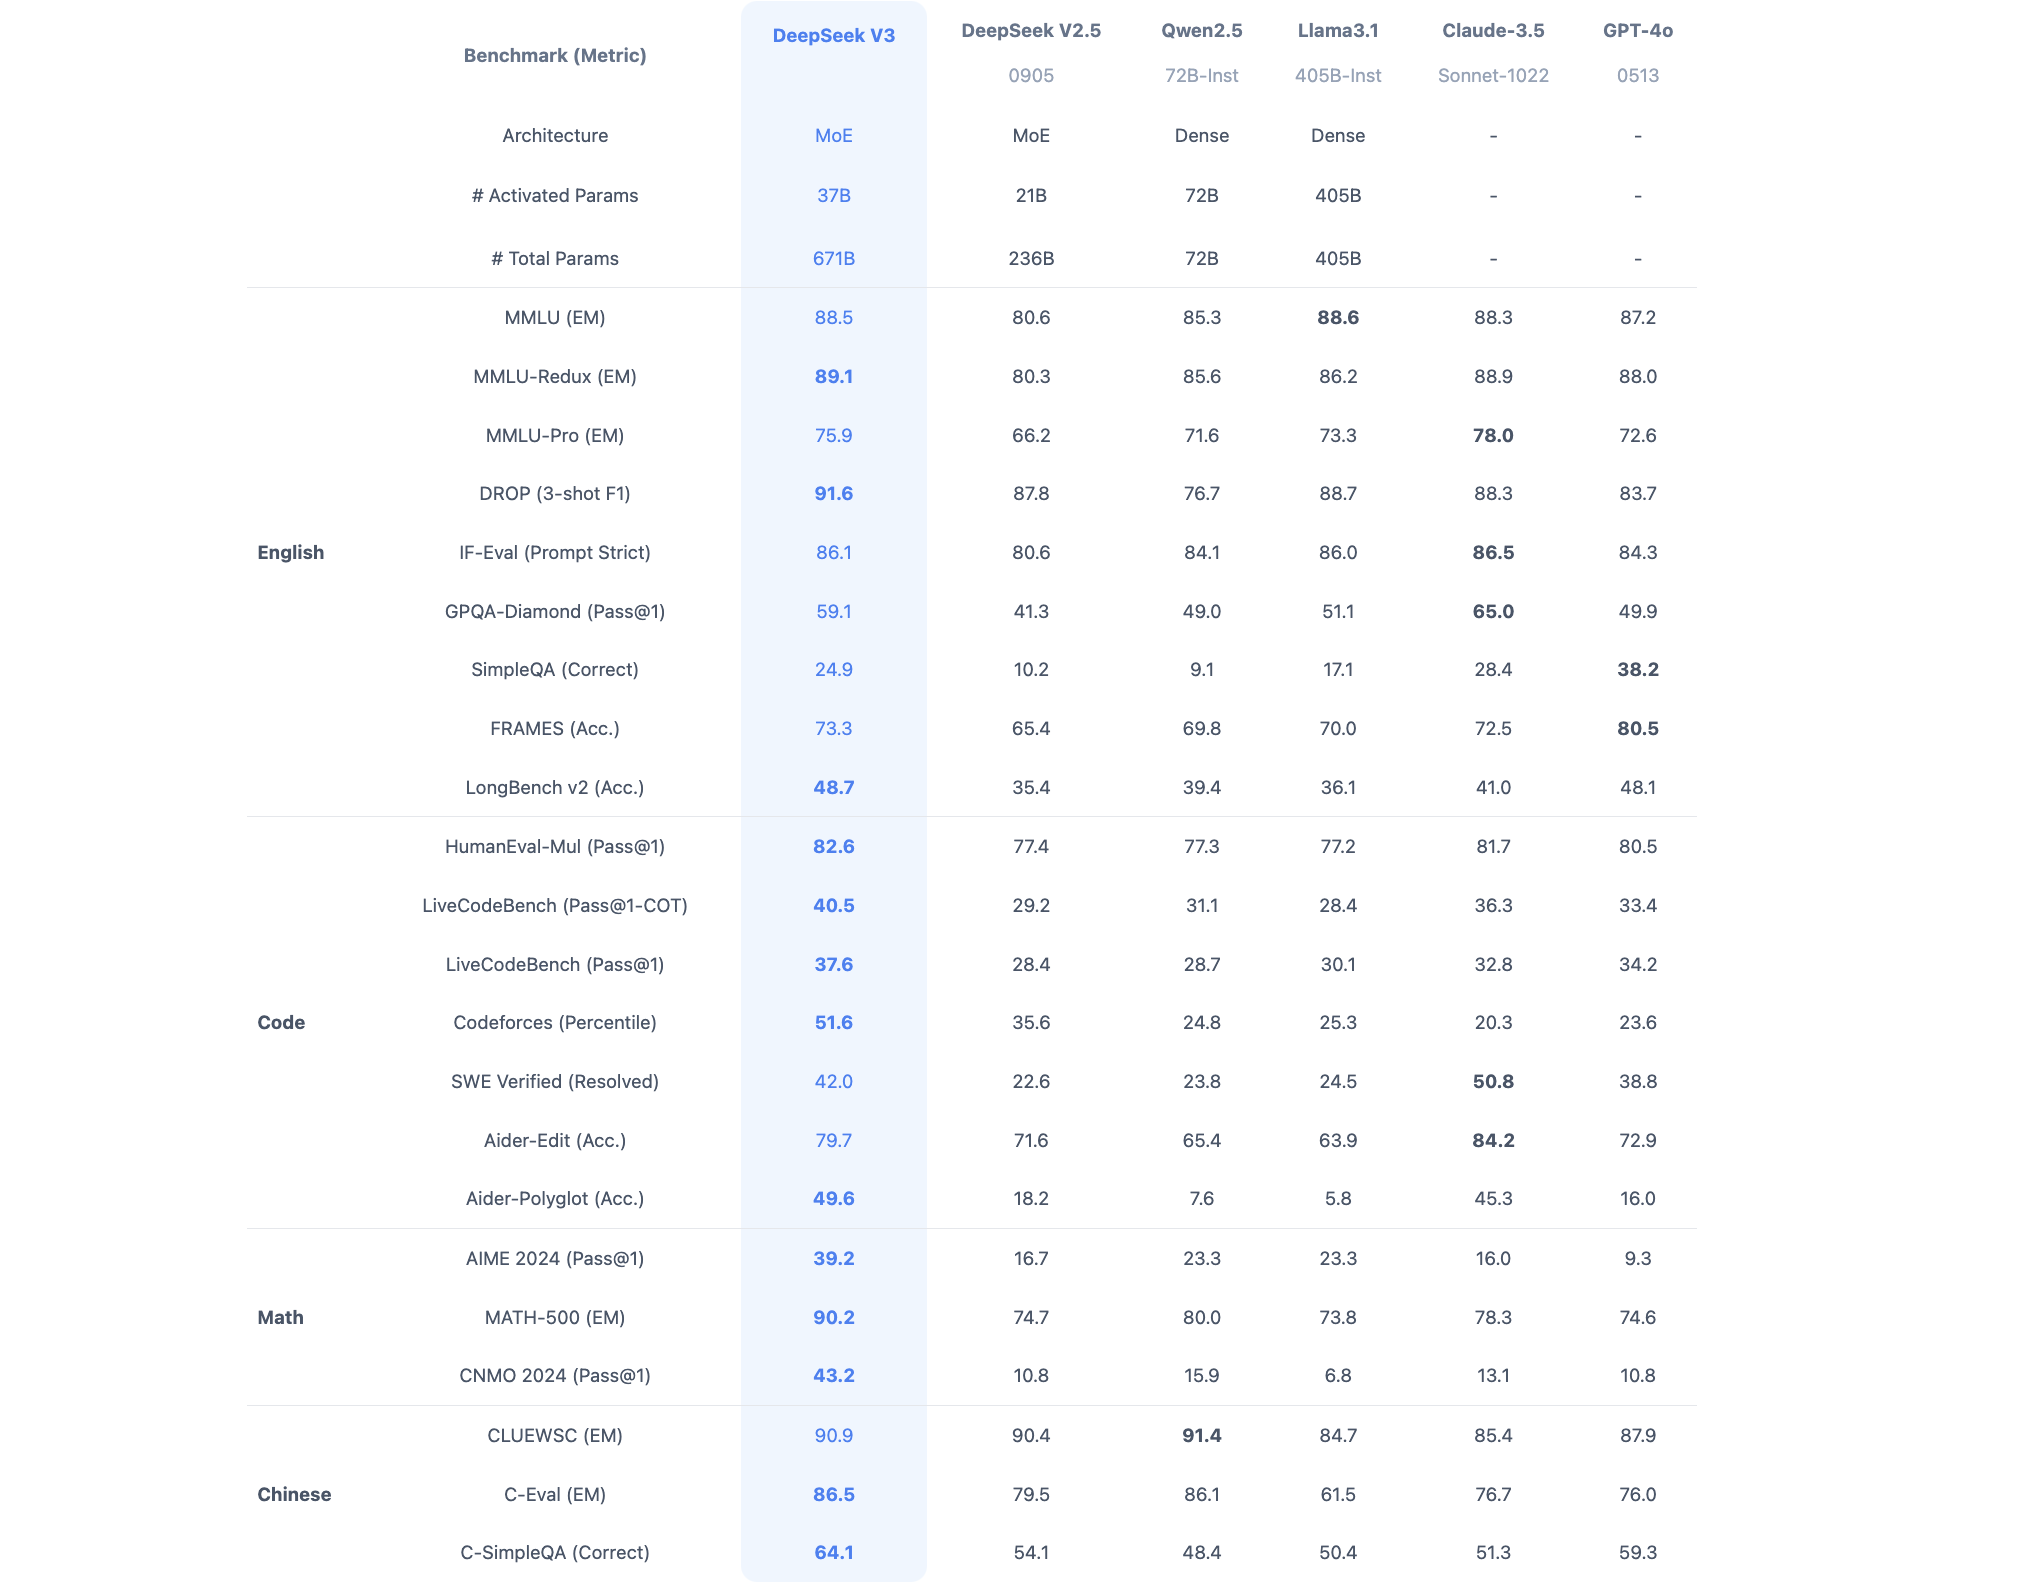 Benchmark (Metric) DeepSeek V3 DeepSeek V2.5 Qwen2.5 Llama3.1 Claude-3.5 GPT-4o
0905 72B-Inst 405B-Inst Sonnet-1022 0513
Architecture MoE MoE Dense Dense - -
# Activated Params 37B 21B 72B 405B - -
# Total Params 671B 236B 72B 405B - -
MMLU (EM) 88.5 80.6 85.3 88.6 88.3 87.2
MMLU-Redux (EM) 89.1 80.3 85.6 86.2 88.9 88.0
MMLU-Pro (EM) 75.9 66.2 71.6 73.3 78.0 72.6
DROP (3-shot F1) 91.6 87.8 76.7 88.7 88.3 83.7
English IF-Eval (Prompt Strict) 86.1 80.6 84.1 86.0 86.5 84.3
GPQA-Diamond (Pass@1) 59.1 41.3 49.0 51.1 65.0 49.9
SimpleQA (Correct) 24.9 10.2 9.1 17.1 28.4 38.2
FRAMES (Acc.) 73.3 65.4 69.8 70.0 72.5 80.5
LongBench v2 (Acc.) 48.7 35.4 39.4 36.1 41.0 48.1
HumanEval-Mul (Pass@1) 82.6 77.4 77.3 77.2 81.7 80.5
LiveCodeBench (Pass@1-COT) 40.5 29.2 31.1 28.4 36.3 33.4
LiveCodeBench (Pass@1) 37.6 28.4 28.7 30.1 32.8 34.2
Code Codeforces (Percentile) 51.6 35.6 24.8 25.3 20.3 23.6
SWE Verified (Resolved) 42.0 22.6 23.8 24.5 50.8 38.8
Aider-Edit (Acc.) 79.7 71.6 65.4 63.9 84.2 72.9
Aider-Polyglot (Acc.) 49.6 18.2 7.6 5.8 45.3 16.0
AIME 2024 (Pass@1) 39.2 16.7 23.3 23.3 16.0 9.3
Math MATH-500 (EM) 90.2 74.7 80.0 73.8 78.3 74.6
CNMO 2024 (Pass@1) 43.2 10.8 15.9 6.8 13.1 10.8
CLUEWSC (EM) 90.9 90.4 91.4 84.7 85.4 87.9
Chinese C-Eval (EM) 86.5 79.5 86.1 61.5 76.7 76.0
C-SimpleQA (Correct) 64.1 54.1 48.4 50.4 51.3 59.3